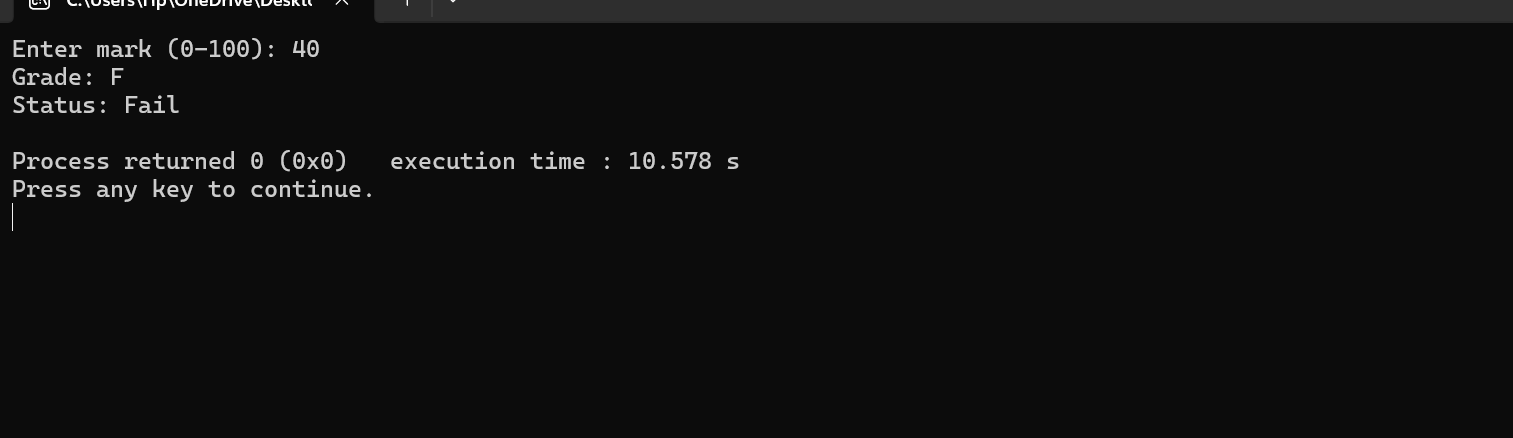 Enter mark (0-100): 40
Grade: F
Status: Fail
Process returned 0 (0x0)   execution time : 10.578 s
Press any key to continue.